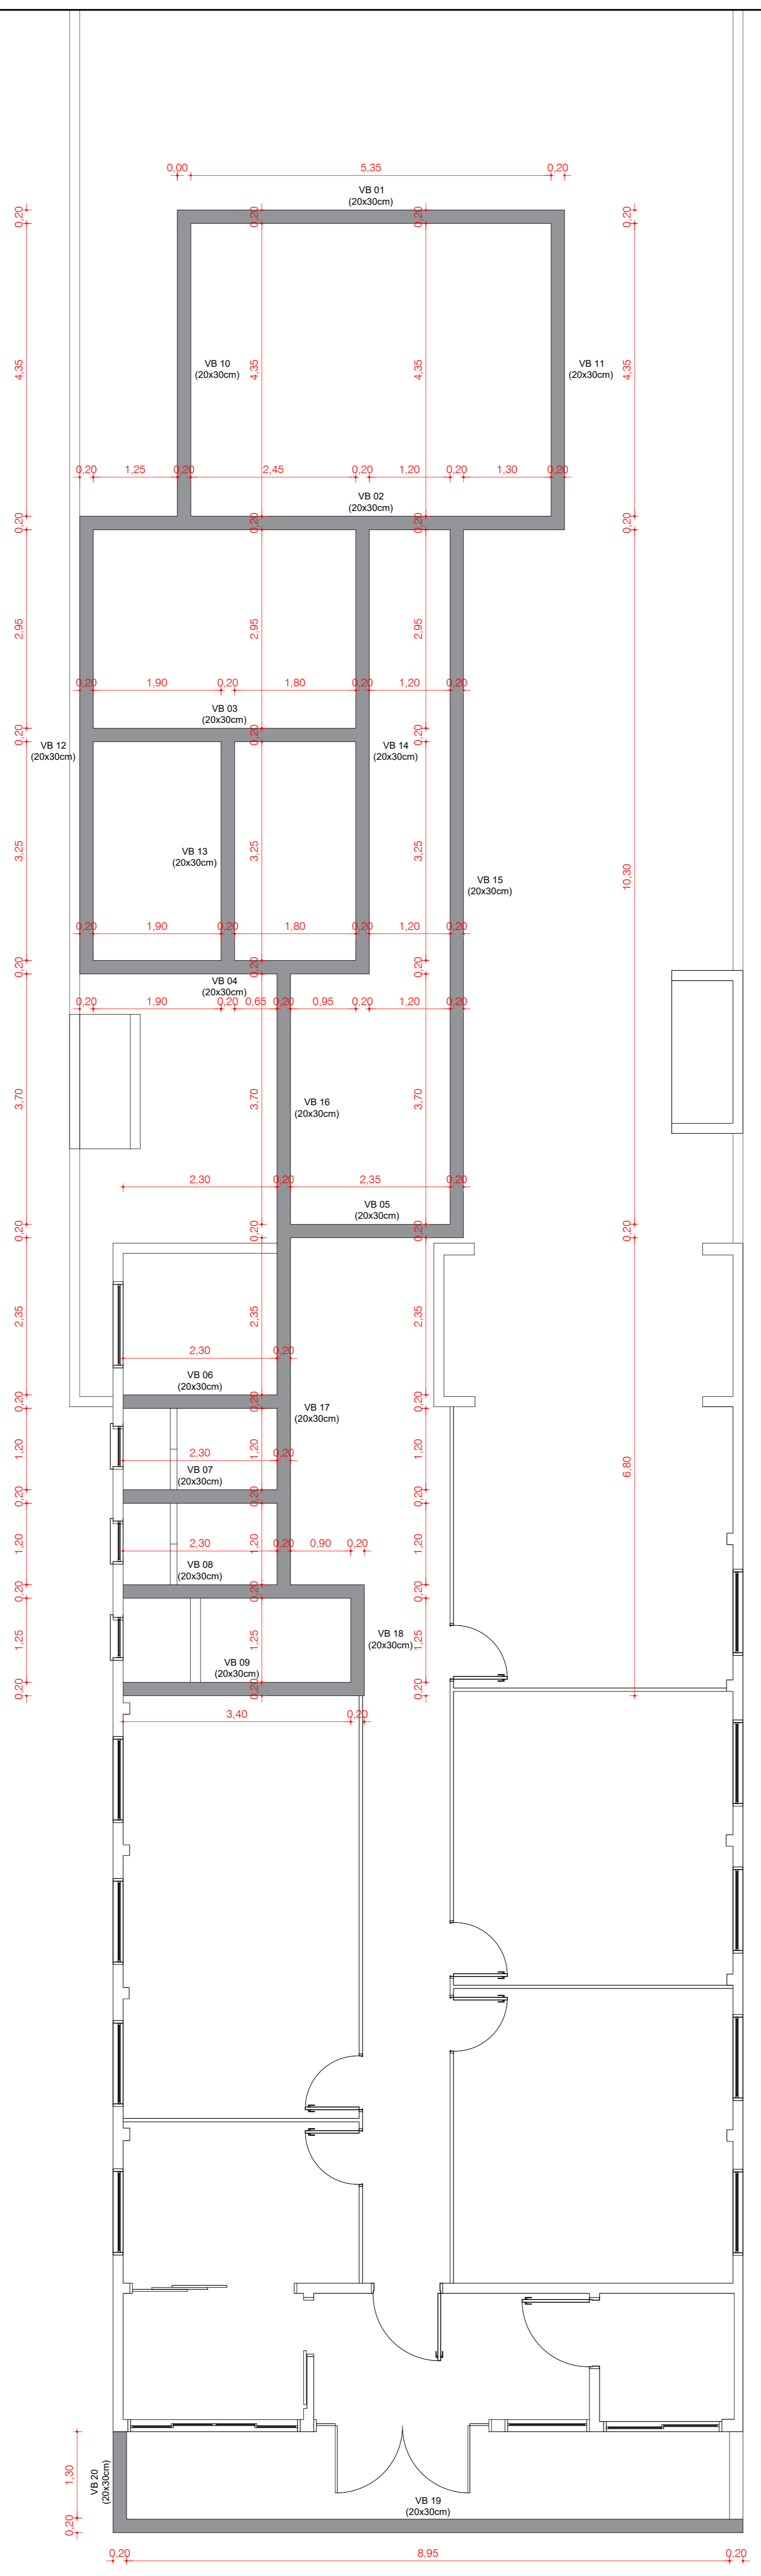 0,00 5,35 0,20
VB 01
(20x30cm)
0,20 0,20 0,20 0,20
4,35 4,35 4,35 4,35
VB 10
(20x30cm)
VB 11
(20x30cm)
0,20 1,25 0,20 2,45 0,20 1,20 0,20 1,30 0,20
VB 02
(20x30cm)
0,20 0,20 0,20 0,20
2,95 2,95 2,95
0,20 1,90 0,20 1,80 0,20 1,20 0,20
VB 03
(20x30cm)
0,20 0,20 0,20
VB 12
(20x30cm)
VB 14
(20x30cm)
VB 13
(20x30cm)
3,25 3,25 3,25
VB 15
(20x30cm)
10,30
0,20 1,90 0,20 1,80 0,20 1,20 0,20
0,20 0,20 0,20
VB 04
(20x30cm)
0,20 1,90 0,20 0,65 0,20 0,95 0,20 1,20 0,20
3,70 3,70 3,70
VB 16
(20x30cm)
2,30 0,20 2,35 0,20
VB 05
(20x30cm)
0,20 0,20 0,20 0,20
2,35 2,35 2,35
2,30 0,20
VB 06
(20x30cm)
0,20 0,20 0,20
VB 17
(20x30cm)
1,20 1,20 1,20
2,30 0,20
6,80
VB 07
(20x30cm)
0,20 0,20 0,20
1,20 1,20 1,20
2,30 0,20 0,90 0,20
VB 08
(20x30cm)
0,20 0,20 0,20
1,25 1,25 1,25
VB 18
(20x30cm)
VB 09
(20x30cm)
0,20 0,20 0,20
3,40 0,20
1,30
VB 20
(20x30cm)
VB 19
(20x30cm)
0,20
0,20 8,95 0,20